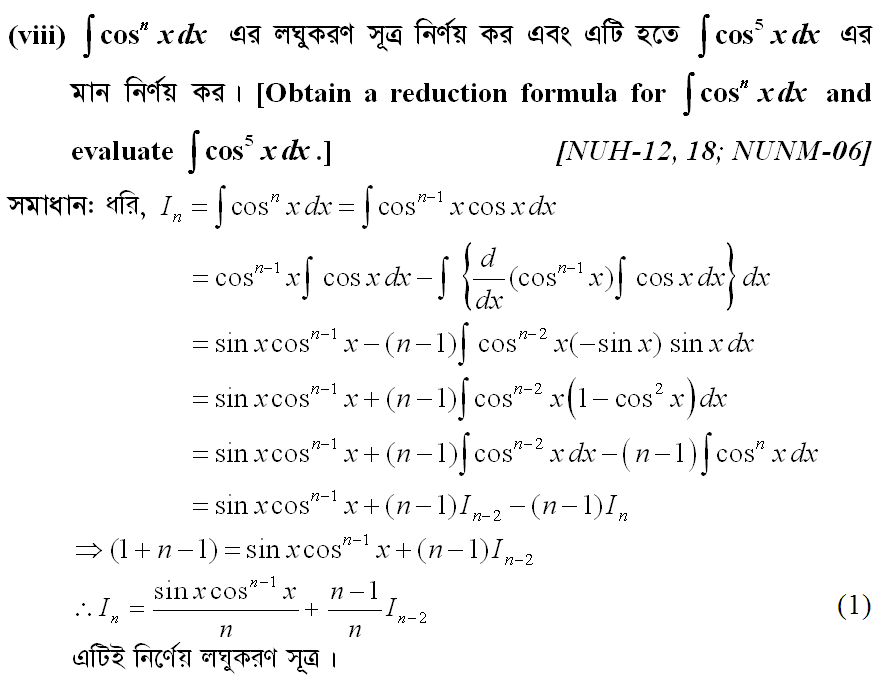 (viii) ∫cosⁿ x dx এর লঘুকরণ সূত্র নির্ণয় কর এবং এটি হতে ∫cos⁵ x dx এর
মান নির্ণয় কর। [Obtain a reduction formula for ∫cosⁿ x dx and
evaluate ∫cos⁵ x dx .] [NUH-12, 18; NUNM-06]
সমাধানঃ ধরি, Iₙ = ∫cosⁿ x dx = ∫cosⁿ⁻¹ x cos x dx
= cosⁿ⁻¹ x∫ cos x dx − ∫ {d/dx (cosⁿ⁻¹ x)∫ cos x dx} dx
= sin x cosⁿ⁻¹ x − (n−1)∫ cosⁿ⁻² x(−sin x) sin x dx
= sin x cosⁿ⁻¹ x + (n−1)∫cosⁿ⁻² x(1 − cos² x)dx
= sin x cosⁿ⁻¹ x + (n−1)∫cosⁿ⁻² x dx − (n−1)∫cosⁿ x dx
= sin x cosⁿ⁻¹ x + (n−1)Iₙ₋₂ − (n−1)Iₙ
⇒ (1 + n −1) = sin x cosⁿ⁻¹ x + (n−1)Iₙ₋₂
∴ Iₙ = (sin x cosⁿ⁻¹ x)/n + (n−1)/n Iₙ₋₂ (1)
এটিই নির্ণেয় লঘুকরণ সূত্র।